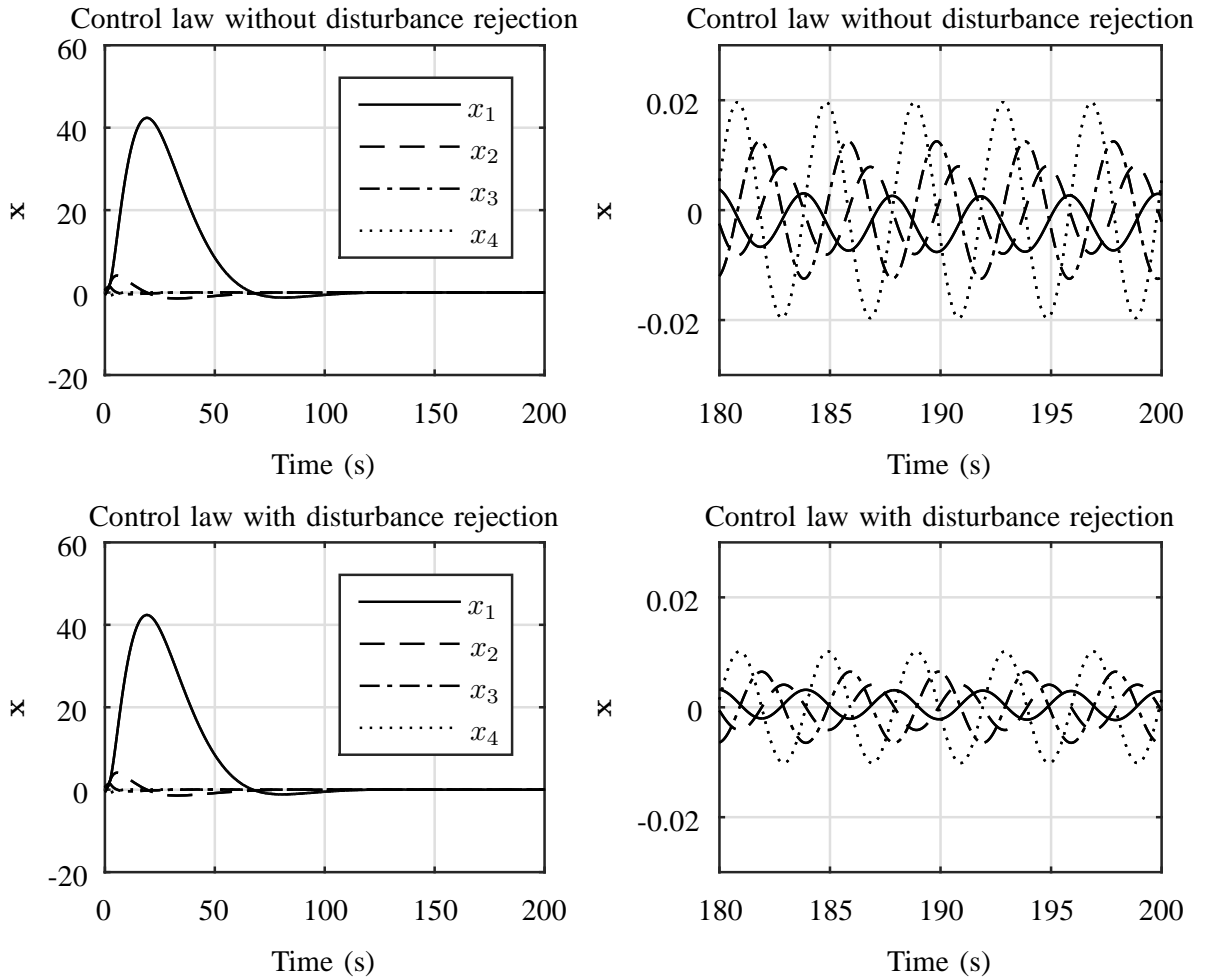 Control law without disturbance rejection
60
40
20
0
-20
x
0 50 100 150 200
Time (s)
x₁
x₂
x₃
x₄
Control law without disturbance rejection
0.02
0
-0.02
x
180 185 190 195 200
Time (s)
Control law with disturbance rejection
60
40
20
0
-20
x
0 50 100 150 200
Time (s)
x₁
x₂
x₃
x₄
Control law with disturbance rejection
0.02
0
-0.02
x
180 185 190 195 200
Time (s)